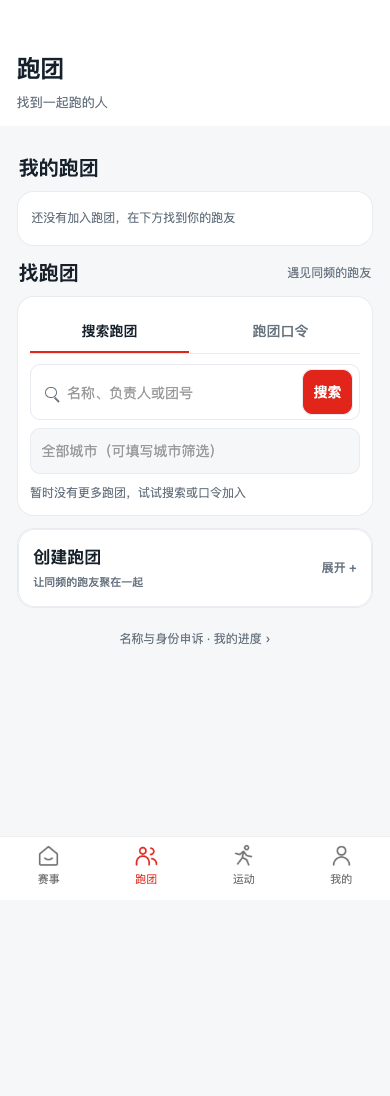 跑团
找到一起跑的人
我的跑团
还没有加入跑团，在下方找到你的跑友
找跑团
遇见同频的跑友
搜索跑团
跑团口令
名称、负责人或团号
搜索
全部城市（可填写城市筛选）
暂时没有更多跑团，试试搜索或口令加入
创建跑团
让同频的跑友聚在一起
展开 +
名称与身份申诉 · 我的进度 ›
赛事
跑团
运动
我的